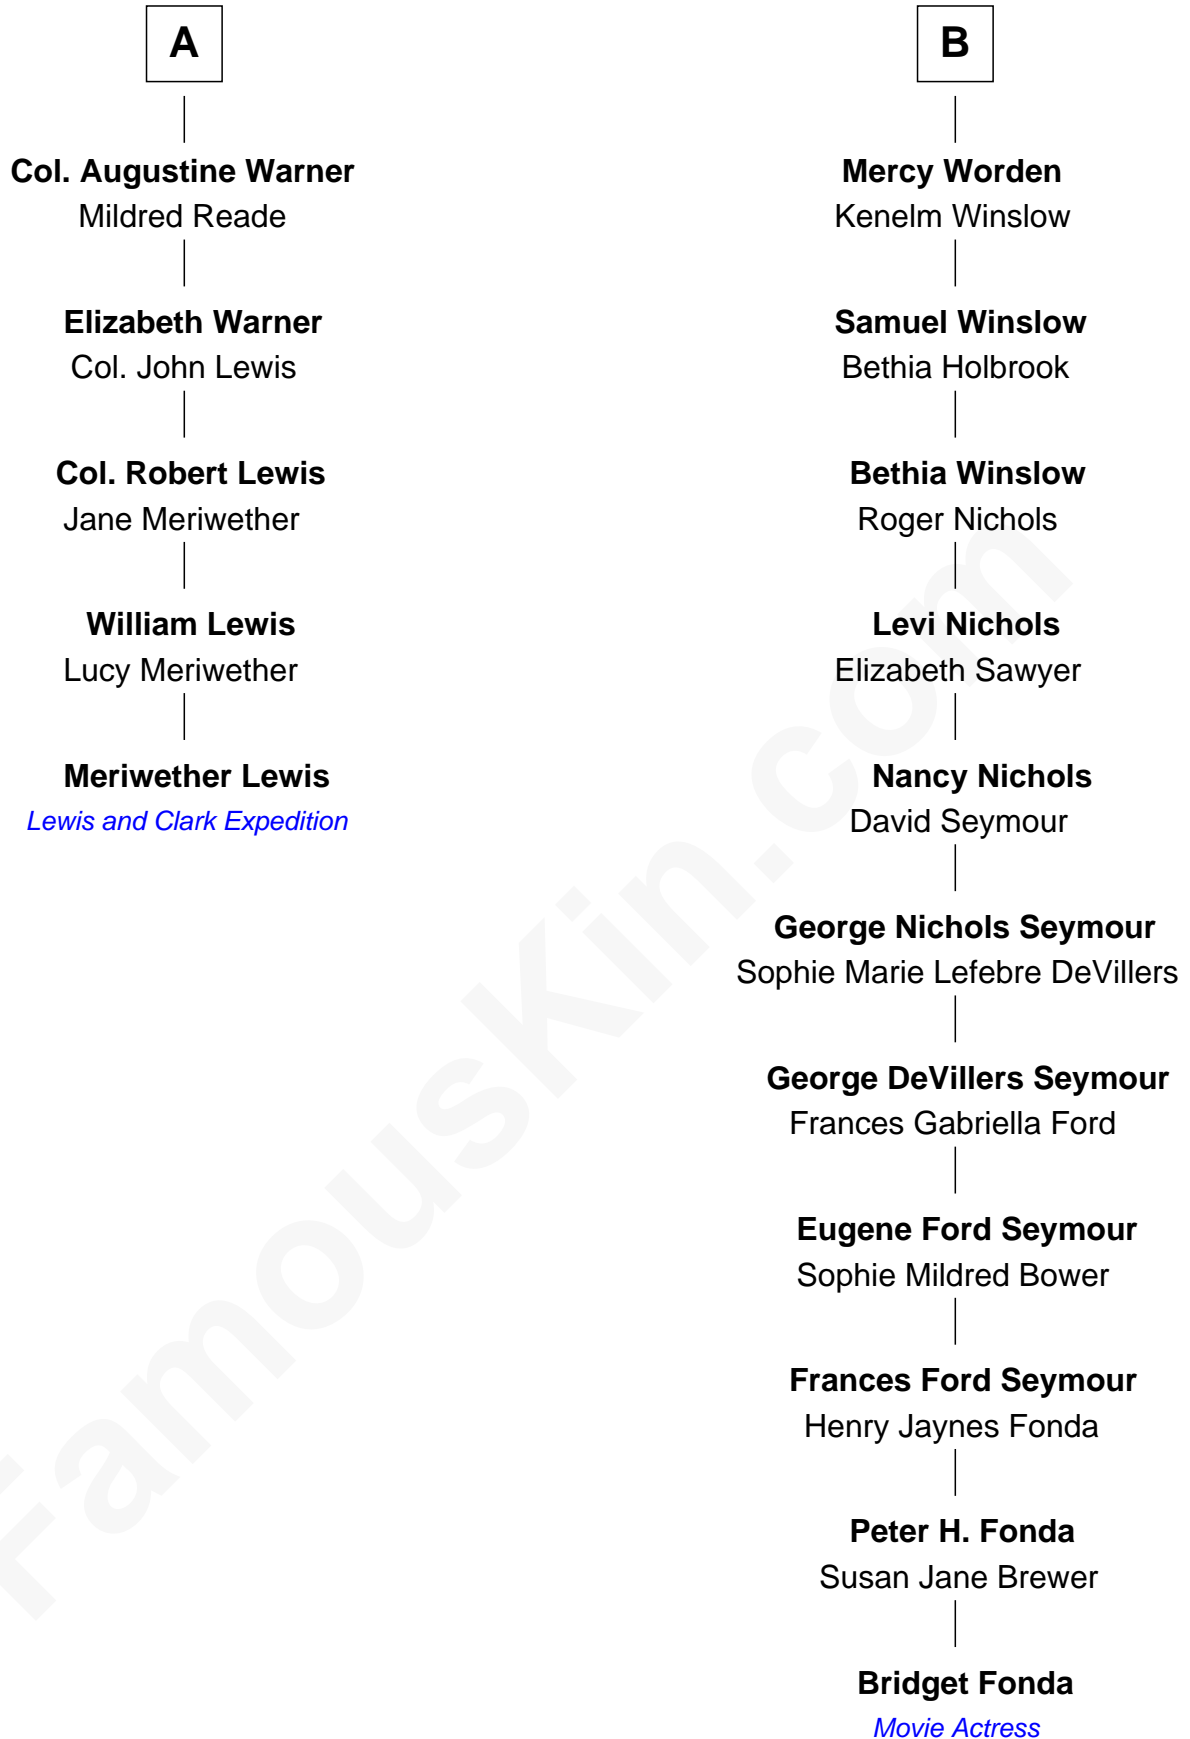 A
Col. Augustine Warner
Mildred Reade
Elizabeth Warner
Col. John Lewis
Col. Robert Lewis
Jane Meriwether
William Lewis
Lucy Meriwether
Meriwether Lewis
Lewis and Clark Expedition
B
Mercy Worden
Kenelm Winslow
Samuel Winslow
Bethia Holbrook
Bethia Winslow
Roger Nichols
Levi Nichols
Elizabeth Sawyer
Nancy Nichols
David Seymour
George Nichols Seymour
Sophie Marie Lefebre DeVillers
George DeVillers Seymour
Frances Gabriella Ford
Eugene Ford Seymour
Sophie Mildred Bower
Frances Ford Seymour
Henry Jaynes Fonda
Peter H. Fonda
Susan Jane Brewer
Bridget Fonda
Movie Actress
FamousKin.com